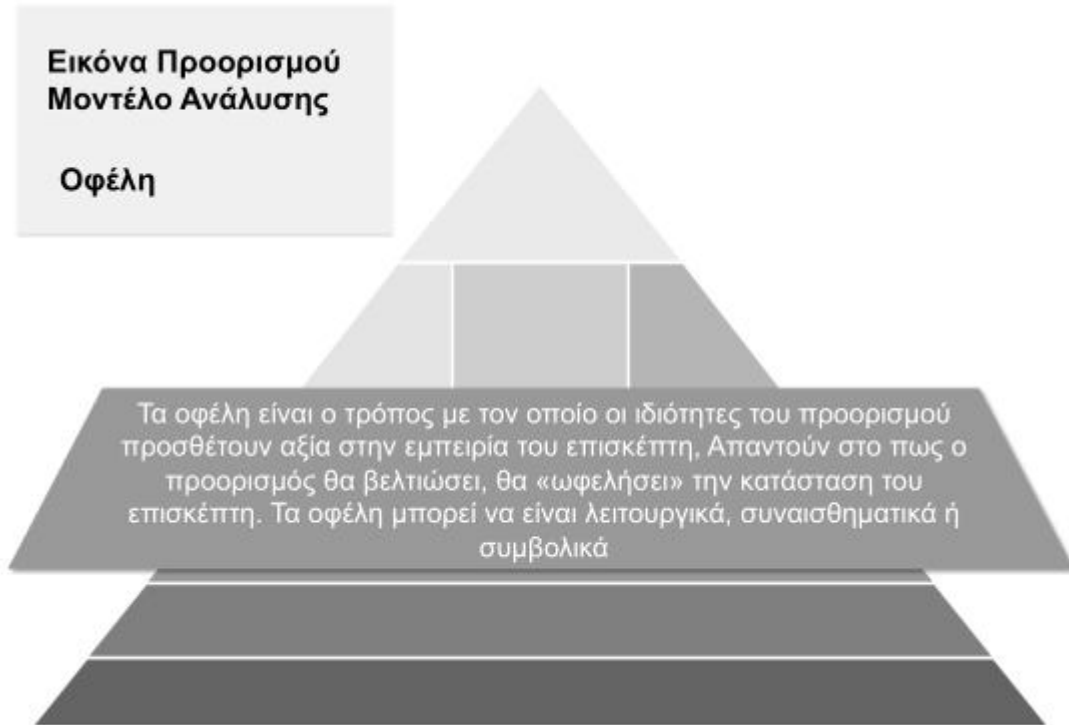 Εικόνα Προορισμού
Μοντέλο Ανάλυσης
Οφέλη
Τα οφέλη είναι ο τρόπος με τον οποίο οι ιδιότητες του προορισμού
προσθέτουν αξία στην εμπειρία του επισκέπτη, Απαντούν στο πως ο
προορισμός θα βελτιώσει, θα «ωφελήσει» την κατάσταση του
επισκέπτη. Τα οφέλη μπορεί να είναι λειτουργικά, συναισθηματικά ή
συμβολικά